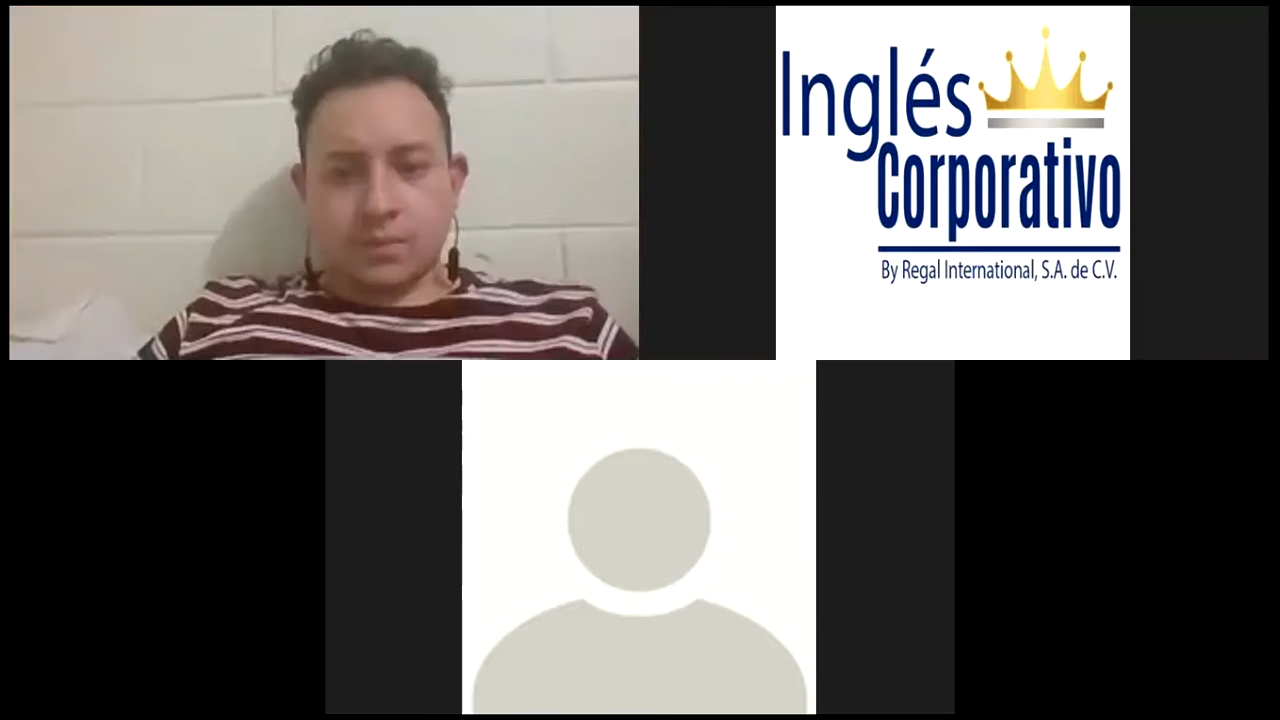 Inglés
Corporativo
By Regal International, S.A. de C.V.